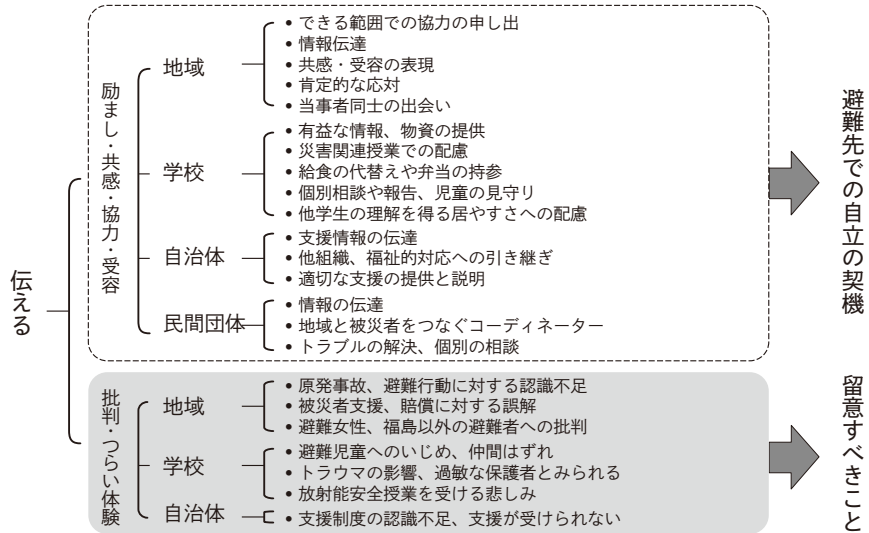 伝える
励まし・共感・協力・受容
地域
• できる範囲での協力の申し出
• 情報伝達
• 共感・受容の表現
• 肯定的な応対
• 当事者同士の出会い
学校
• 有益な情報、物資の提供
• 災害関連授業での配慮
• 給食の代替えや弁当の持参
• 個別相談や報告、児童の見守り
• 他学生の理解を得る居やすさへの配慮
自治体
• 支援情報の伝達
• 他組織、福祉的対応への引き継ぎ
• 適切な支援の提供と説明
民間団体
• 情報の伝達
• 地域と被災者をつなぐコーディネーター
• トラブルの解決、個別の相談
避難先での自立の契機
批判・つらい体験
地域
• 原発事故、避難行動に対する認識不足
• 被災者支援、賠償に対する誤解
• 避難女性、福島以外の避難者への批判
学校
• 避難児童へのいじめ、仲間はずれ
• トラウマの影響、過敏な保護者とみられる
• 放射能安全授業を受ける悲しみ
自治体
• 支援制度の認識不足、支援が受けられない
留意すべきこと